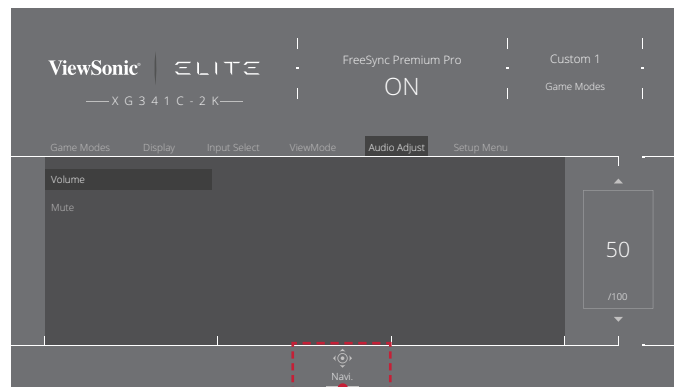 ViewSonic® ELITE
XG341C-2K
FreeSync Premium Pro
ON
Custom 1
Game Modes
Game Modes Display Input Select ViewMode Audio Adjust Setup Menu
Volume
Mute
50
/100
Navi.